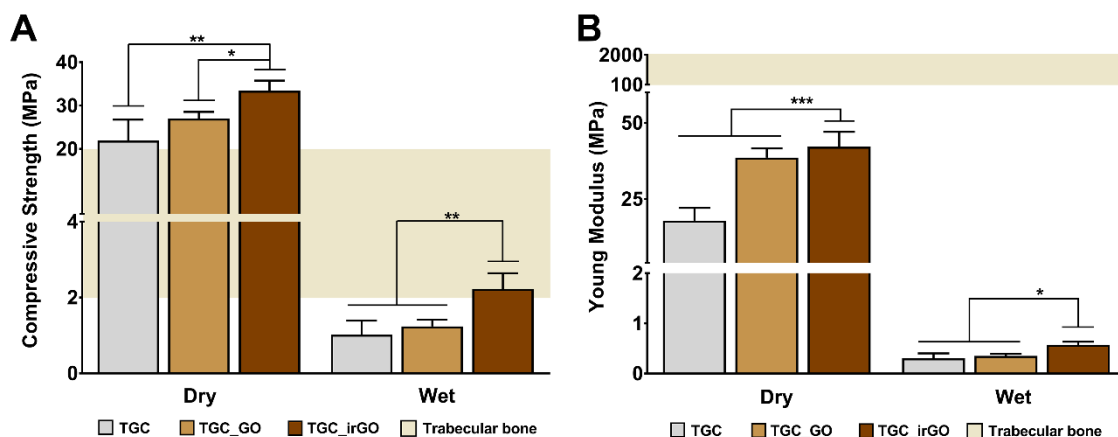 A
Compressive Strength (MPa)
40
30
20
4
2
0
**
*
**
Dry
Wet
TGC
TGC_GO
TGC_irGO
Trabecular bone
B
Young Modulus (MPa)
2000
100
50
25
2
1
0
***
*
Dry
Wet
TGC
TGC_GO
TGC_irGO
Trabecular bone